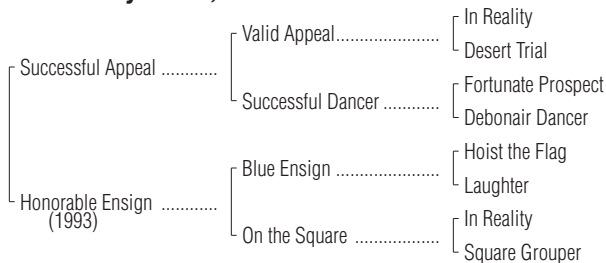 In Reality
Valid Appeal....................
Desert Trial
Successful Appeal ............
Fortunate Prospect
Successful Dancer ............
Debonair Dancer
Hoist the Flag
Blue Ensign ......................
Laughter
Honorable Ensign ............
(1993)
In Reality
On the Square ..................
Square Grouper